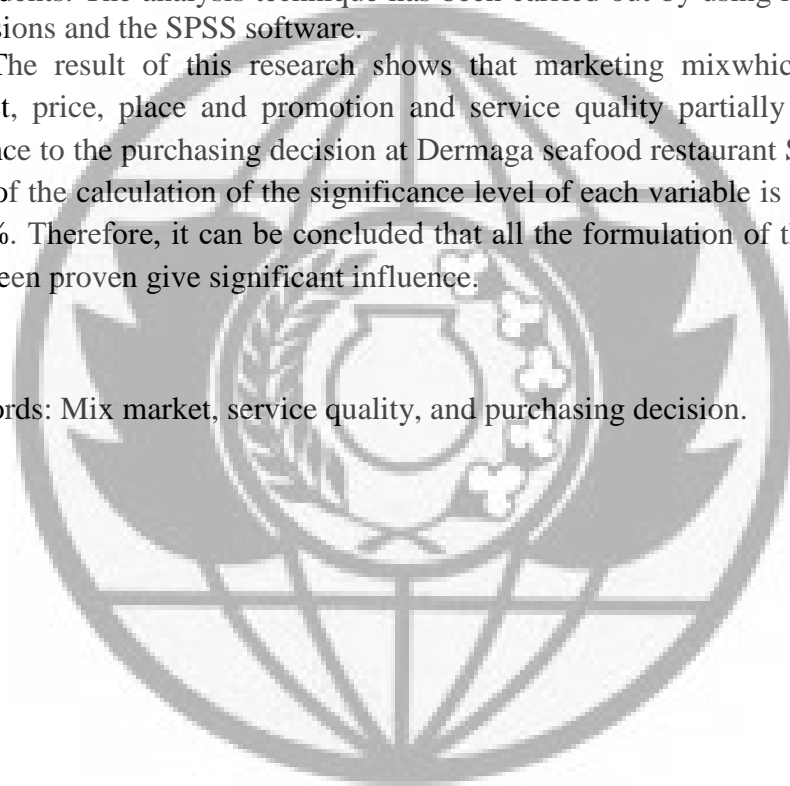 dents. The analysis technique has been carried out by using
sions and the SPSS software.
The result of this research shows that marketing mixwhic
t, price, place and promotion and service quality partially
nce to the purchasing decision at Dermaga seafood restaurant S
of the calculation of the significance level of each variable is
%. Therefore, it can be concluded that all the formulation of t
een proven give significant influence.
ords: Mix market, service quality, and purchasing decision.